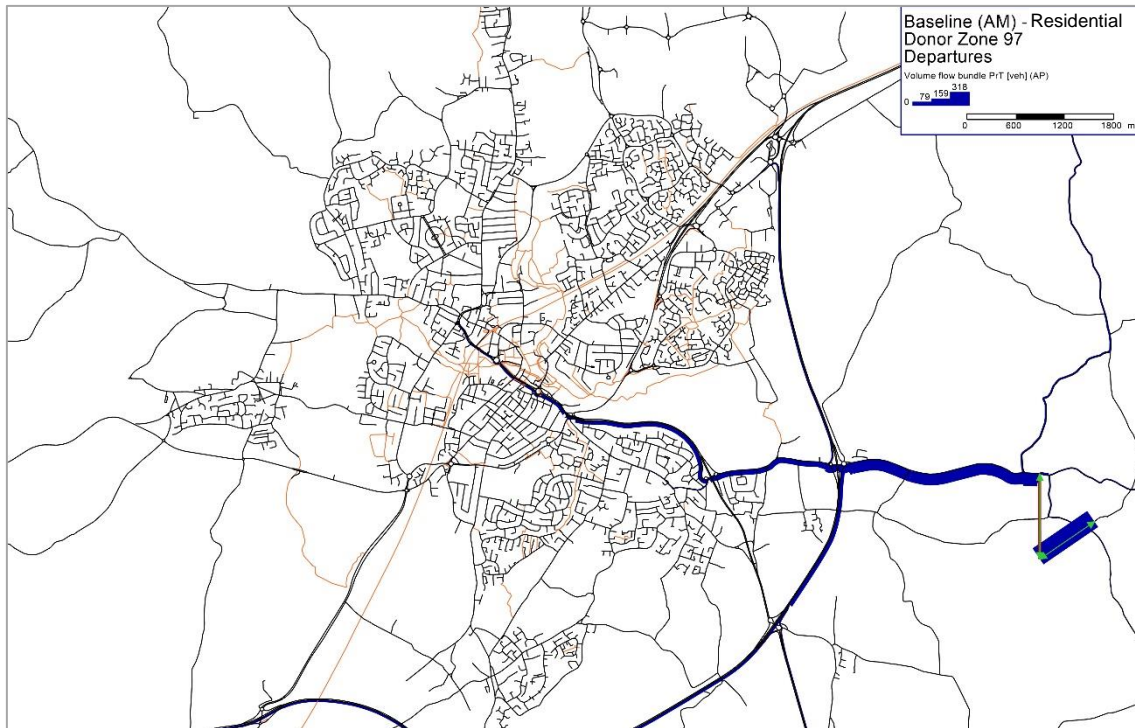 Baseline (AM) - Residential
Donor Zone 97
Departures
Volume flow bundle PrT [veh] (AP)
0 79 159 318
0 600 1200 1800 m